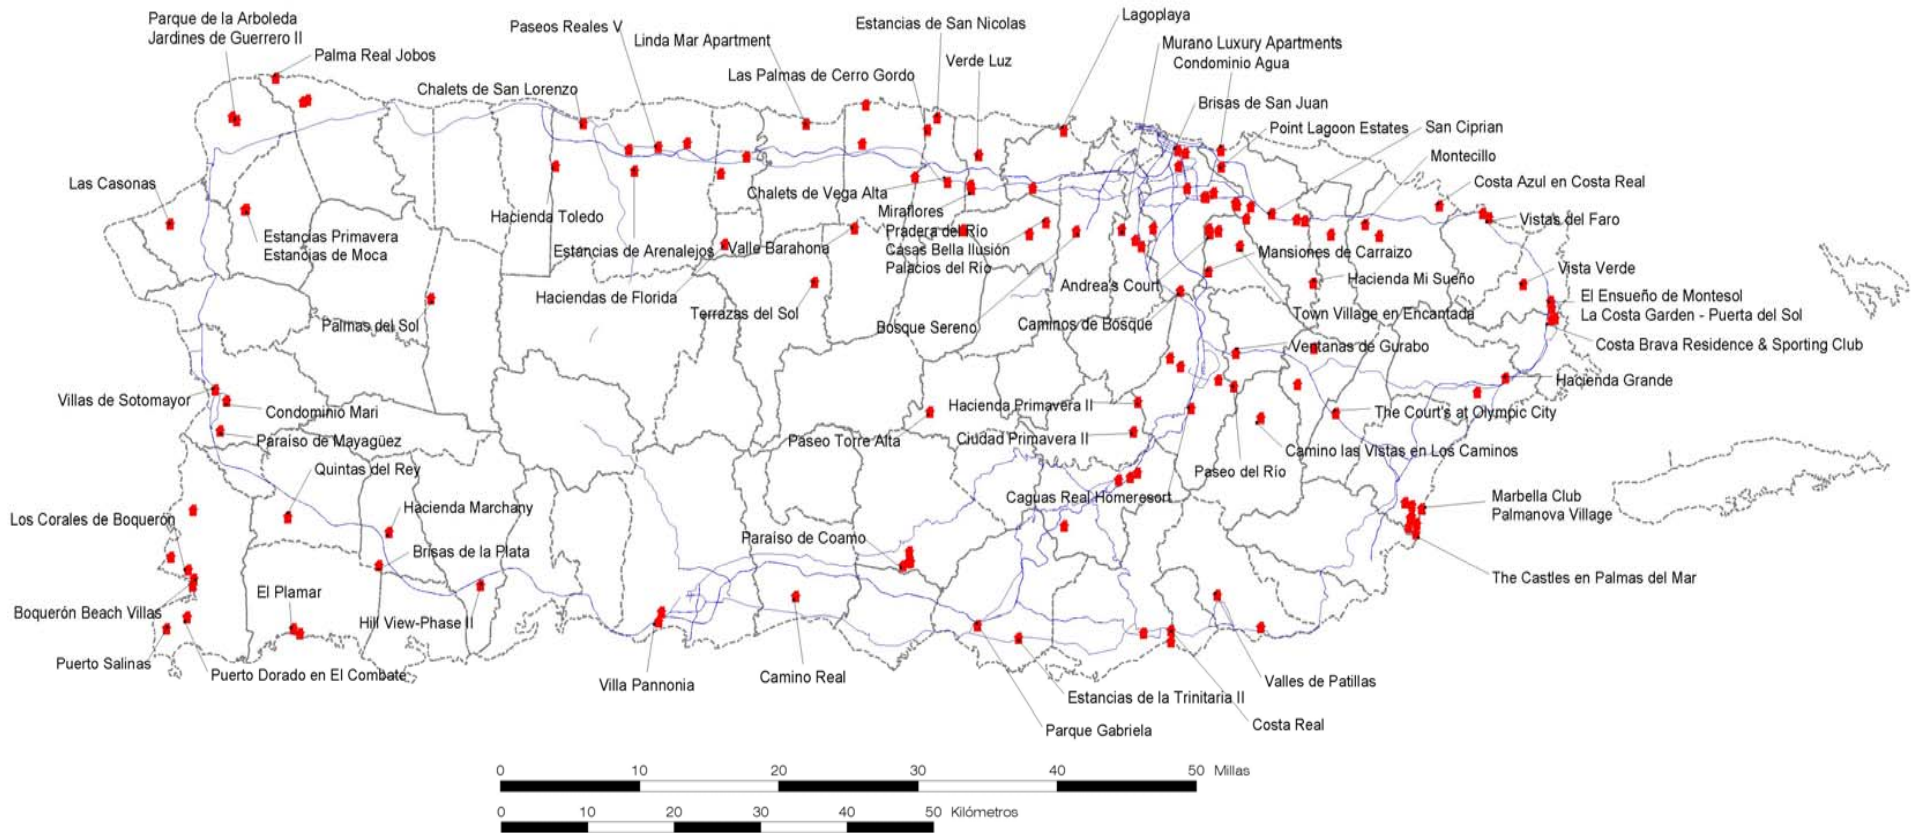 Parque de la Arboleda
Jardines de Guerrero II
Palma Real Jobos
Paseos Reales V
Linda Mar Apartment
Estancias de San Nicolas
Lagoplaya
Murano Luxury Apartments
Condominio Agua
Verde Luz
Las Palmas de Cerro Gordo
Chalets de San Lorenzo
Brisas de San Juan
Point Lagoon Estates
San Ciprian
Montecillo
Las Casonas
Costa Azul en Costa Real
Chalets de Vega Alta
Hacienda Toledo
Miraflores
Vistas del Faro
Pradera del Río
Estancias Primavera
Estancias de Moca
Estancias de Arenalejos
Valle Barahona
Casas Bella Ilusión
Palacios del Río
Mansiones de Carraizo
Vista Verde
Andrea's Court
Hacienda Mi Sueño
Haciendas de Florida
El Ensueño de Montesol
La Costa Garden - Puerta del Sol
Terrazas del Sol
Palmas del Sol
Bosque Sereno
Caminos de Bosque
Town Village en Encantada
Ventanas de Gurabo
Costa Brava Residence & Sporting Club
Hacienda Grande
Villas de Sotomayor
Condominio Mari
Hacienda Primavera II
The Court's at Olympic City
Paraíso de Mayagüez
Paseo Torre Alta
Ciudad Primavera II
Camino las Vistas en Los Caminos
Quintas del Rey
Paseo del Río
Caguas Real Homeresort
Marbella Club
Palmanova Village
Hacienda Marchany
Los Corales de Boquerón
Paraíso de Coamo
Brisas de la Plata
The Castles en Palmas del Mar
El Plamar
Boquerón Beach Villas
Hill View-Phase II
Puerto Salinas
Puerto Dorado en El Combate
Villa Pannonia
Camino Real
Valles de Patillas
Estancias de la Trinitaria II
Costa Real
Parque Gabriela
0 10 20 30 40 50 Millas
0 10 20 30 40 50 Kilómetros